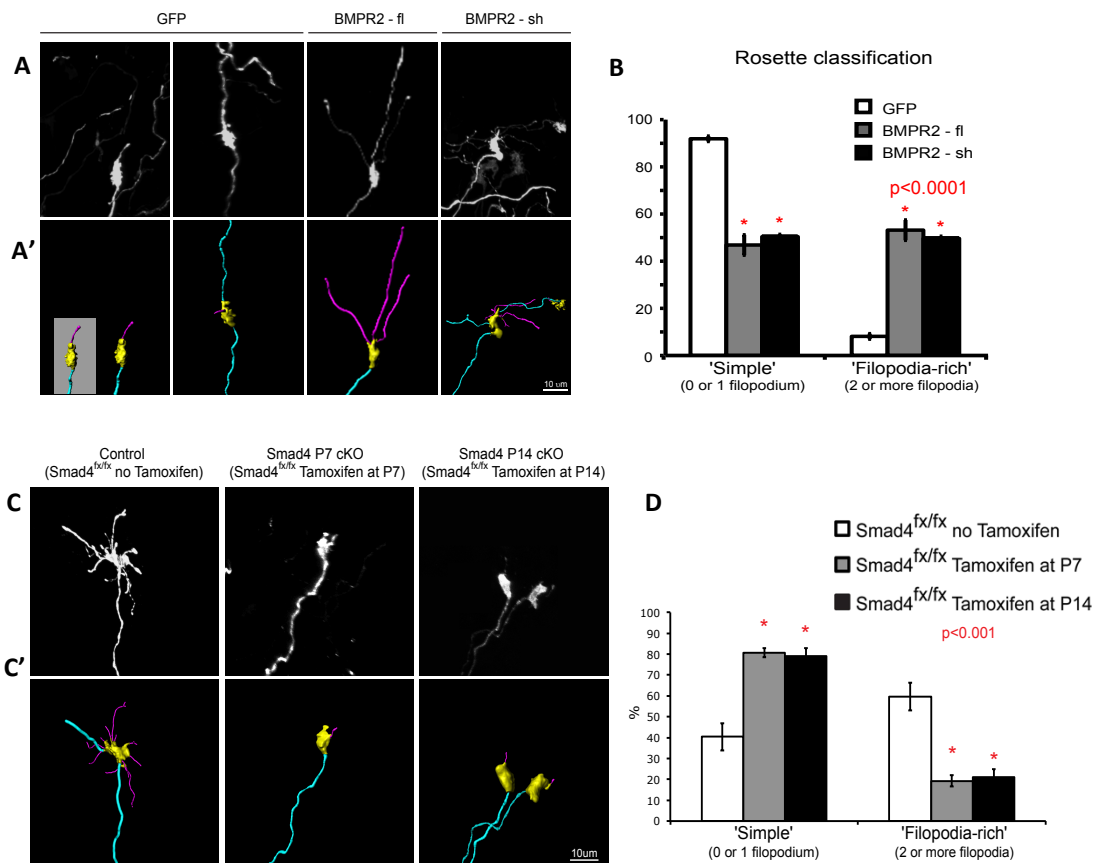 GFP BMPR2 - fl BMPR2 - sh
A
A'
10 um
B
Rosette classification
GFP
BMPR2 - fl
BMPR2 - sh
100
80
60
40
20
0
p<0.0001
* * * *
'Simple' 'Filopodia-rich'
(0 or 1 filopodium) (2 or more filopodia)
Control Smad4 P7 cKO Smad4 P14 cKO
(Smad4fx/fx no Tamoxifen) (Smad4fx/fx Tamoxifen at P7) (Smad4fx/fx Tamoxifen at P14)
C
C'
10um
D
Smad4fx/fx no Tamoxifen
Smad4fx/fx Tamoxifen at P7
Smad4fx/fx Tamoxifen at P14
100
90
80
70
60
50
40
30
20
10
0
%
p<0.001
* * * *
'Simple' 'Filopodia-rich'
(0 or 1 filopodium) (2 or more filopodia)